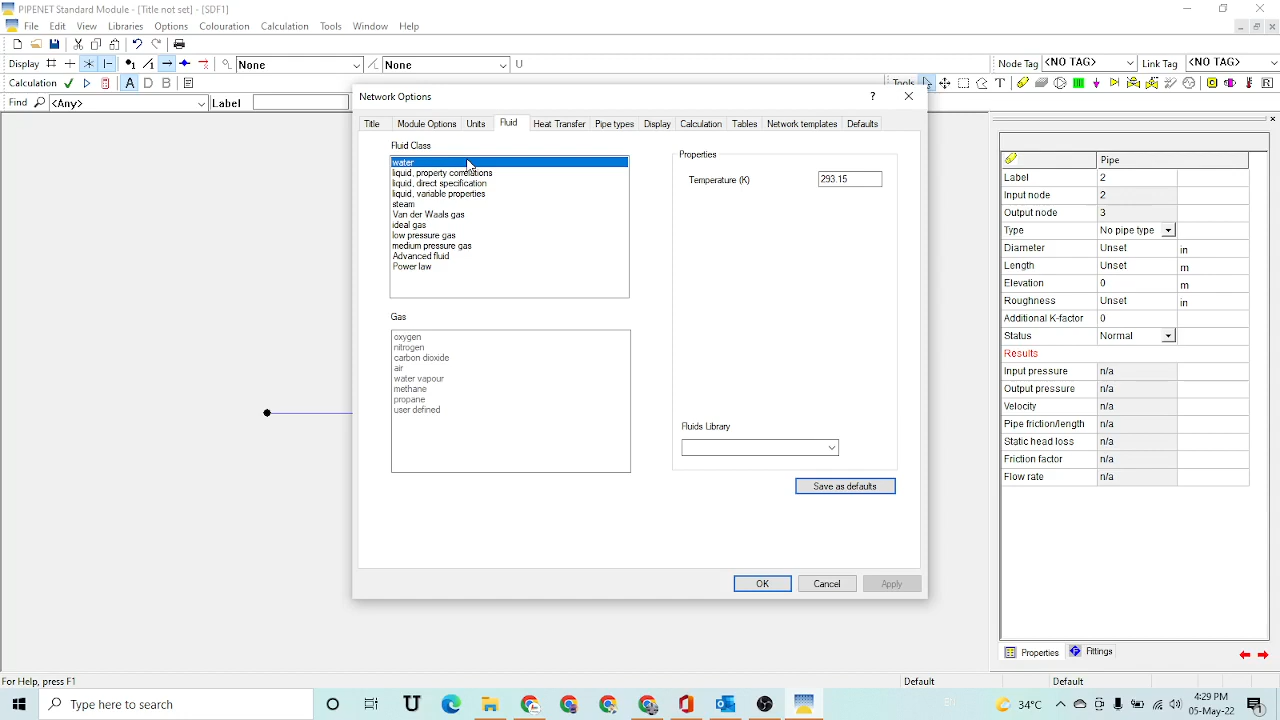 PIPENET Standard Module - [Title not set] - [SDF1]
File Edit View Libraries Options Colouration Calculation Tools Window Help
Display None None U Node Tag <NO TAG> Link Tag <NO TAG>
Calculation A D B Tools T R
Find <Any> Label
Network Options ?
Title Module Options Units Fluid Heat Transfer Pipe types Display Calculation Tables Network templates Defaults
Fluid Class
water
liquid, property correlations
liquid, direct specification
liquid, variable properties
steam
Van der Waals gas
ideal gas
low pressure gas
medium pressure gas
Advanced fluid
Power law
Gas
oxygen
nitrogen
carbon dioxide
air
water vapour
methane
propane
user defined
Properties
Temperature (K) 293.15
Fluids Library
Save as defaults
OK Cancel Apply
Pipe
Label 2
Input node 2
Output node 3
Type No pipe type
Diameter Unset in
Length Unset m
Elevation 0 m
Roughness Unset in
Additional K-factor 0
Status Normal
Results
Input pressure n/a
Output pressure n/a
Velocity n/a
Pipe friction/length n/a
Static head loss n/a
Friction factor n/a
Flow rate n/a
Properties Fittings
For Help, press F1 Default Default
Type here to search U 34°C 4:29 PM
05-May-22